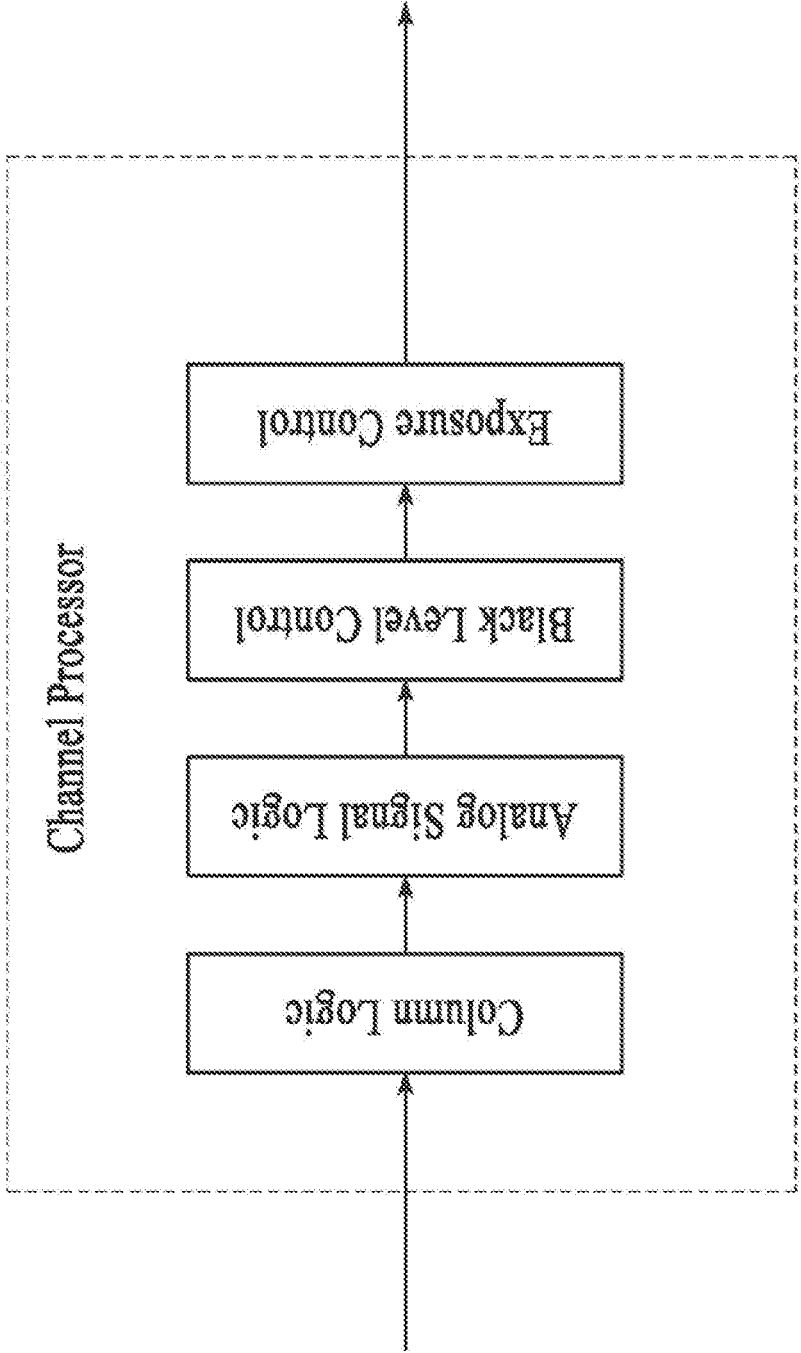 Channel Processor
Column Logic
Analog Signal Logic
Black Level Control
Exposure Control